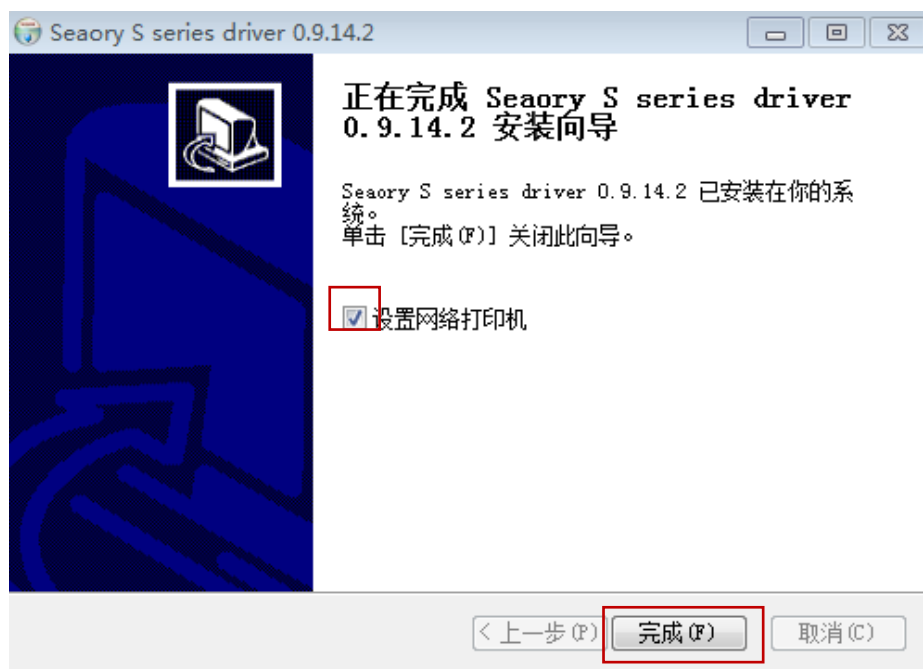 Seaory S series driver 0.9.14.2
正在完成 Seaory S series driver
0.9.14.2 安装向导
Seaory S series driver 0.9.14.2 已安装在你的系
统。
单击 [完成(F)] 关闭此向导。
设置网络打印机
< 上一步(P) 完成(F) 取消(C)